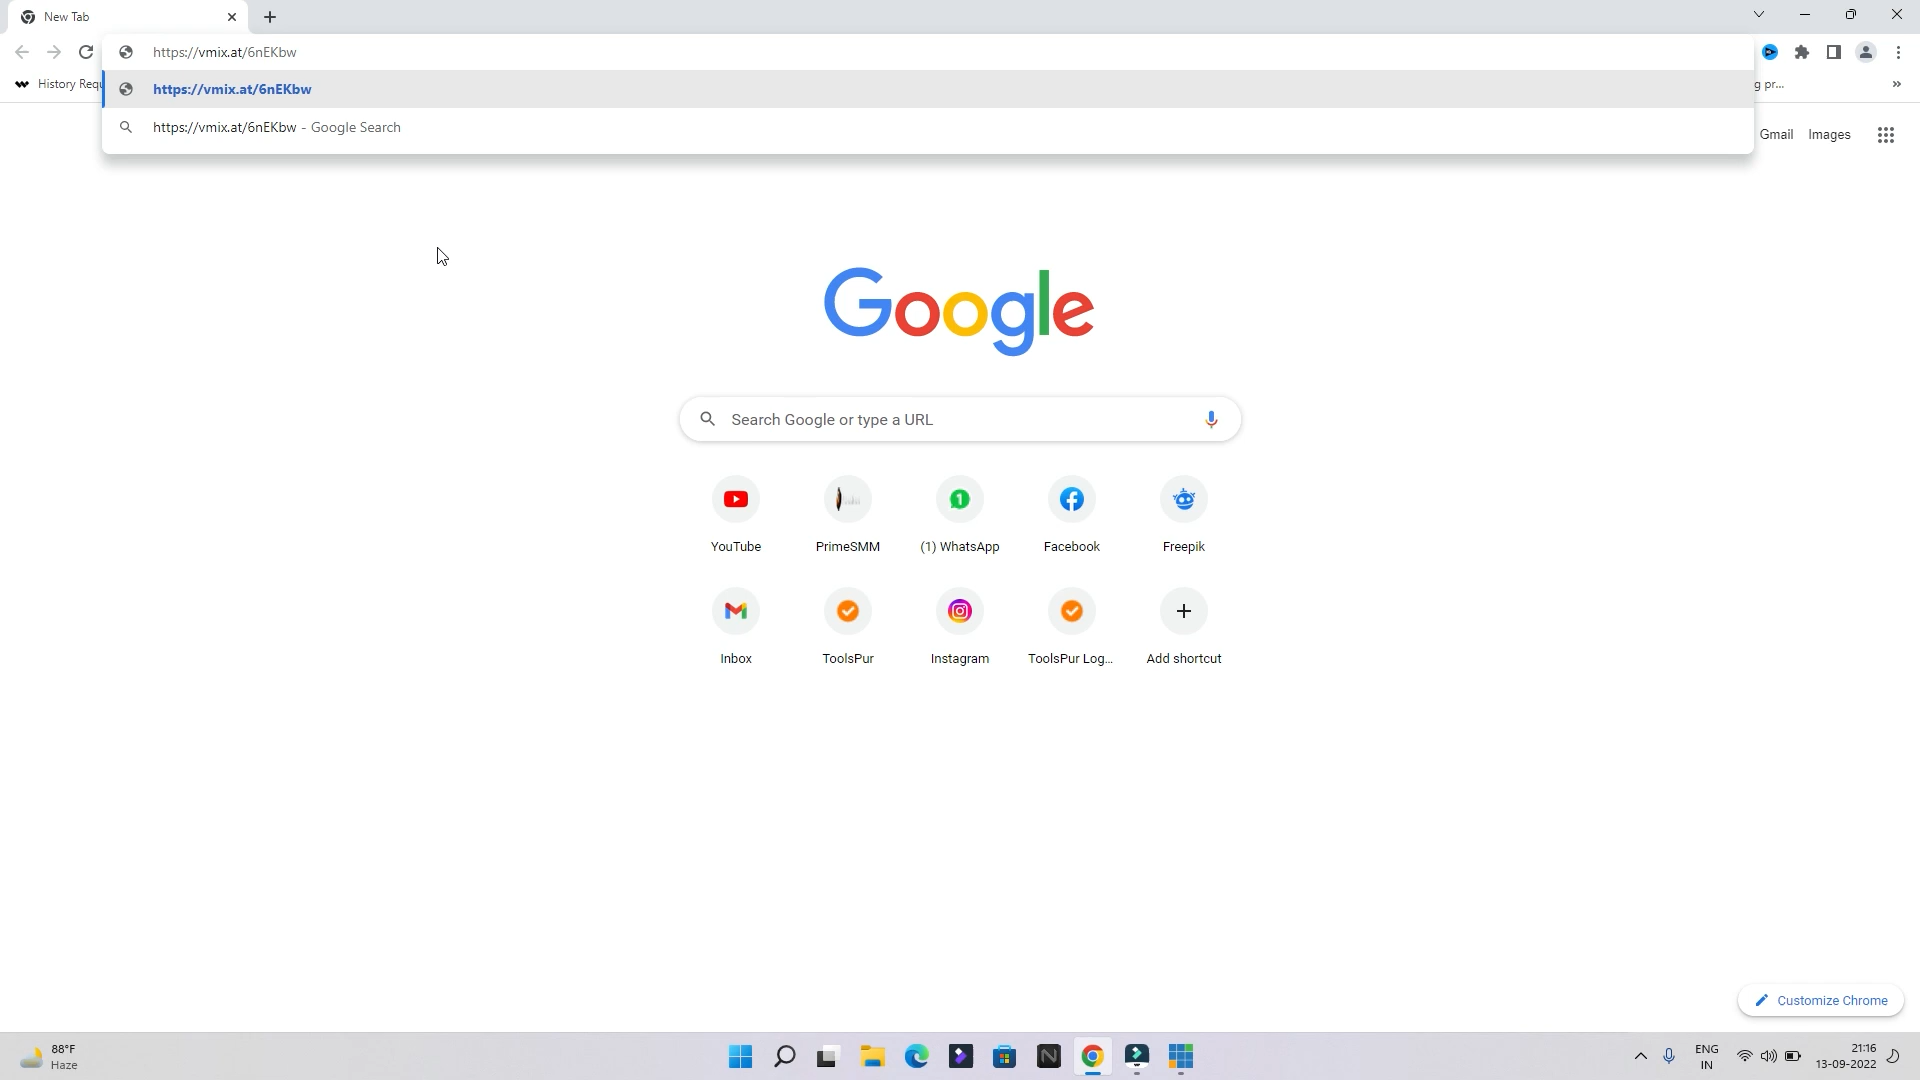 New Tab
https://vmix.at/6nEKbw
History Requ
https://vmix.at/6nEKbw
g pr...
»
https://vmix.at/6nEKbw - Google Search
Gmail Images
Google
Search Google or type a URL
YouTube PrimeSMM (1) WhatsApp Facebook Freepik
Inbox ToolsPur Instagram ToolsPur Log... Add shortcut
Customize Chrome
88°F
Haze
ENG
IN
21:16
13-09-2022